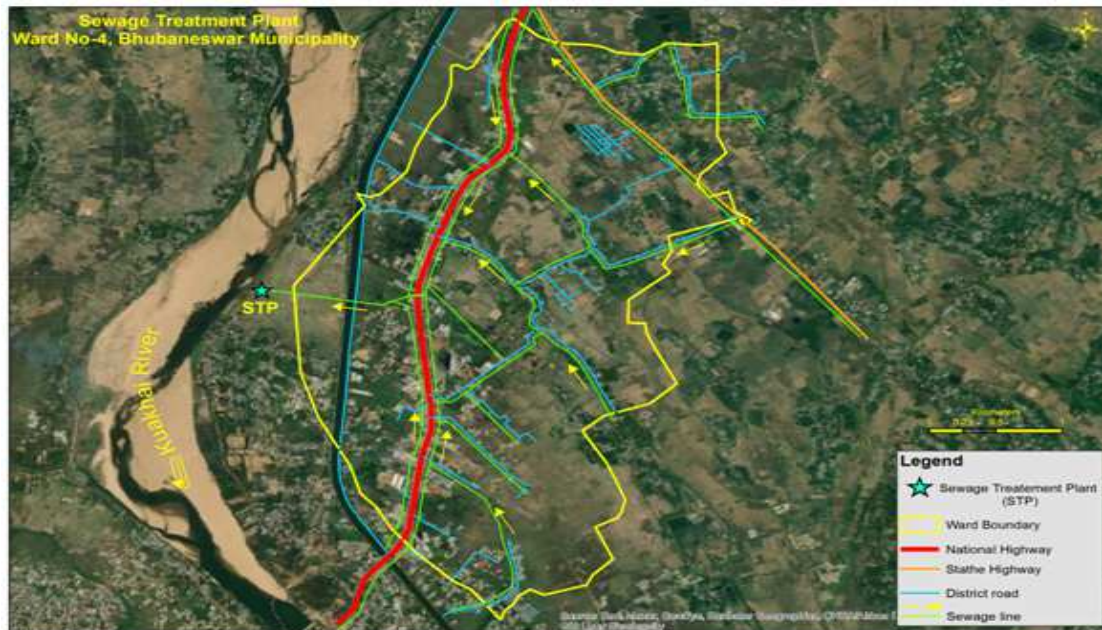 Sewage Treatment Plant
Ward No-4, Bhubaneswar Municipality
STP
Kuakhai River
Legend
Sewage Treatement Plant
(STP)
Ward Boundary
National Highway
Stathe Highway
District road
Sewage line